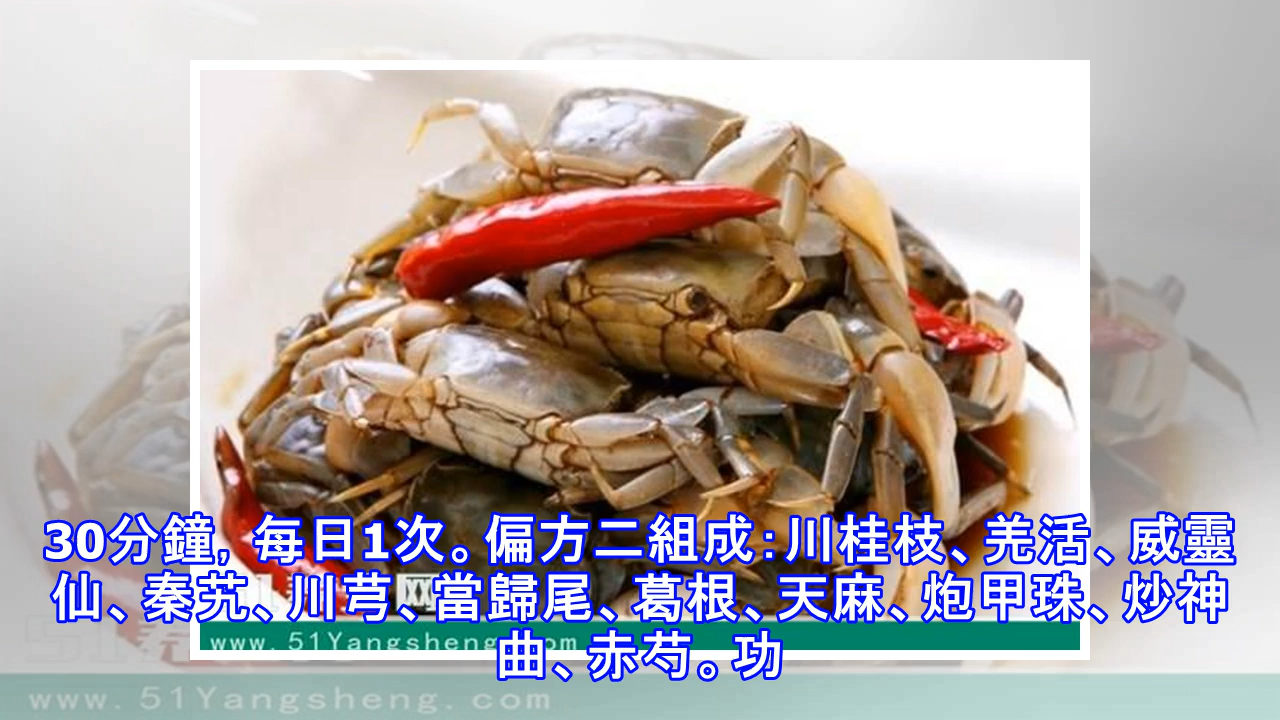 30分鐘，每日1次。偏方二組成：川桂枝、羌活、威靈
仙、秦艽、川芎、當歸尾、葛根、天麻、炮甲珠、炒神
曲、赤芍。功
网
www.51Yangsheng.com
www.51Yangsheng.com